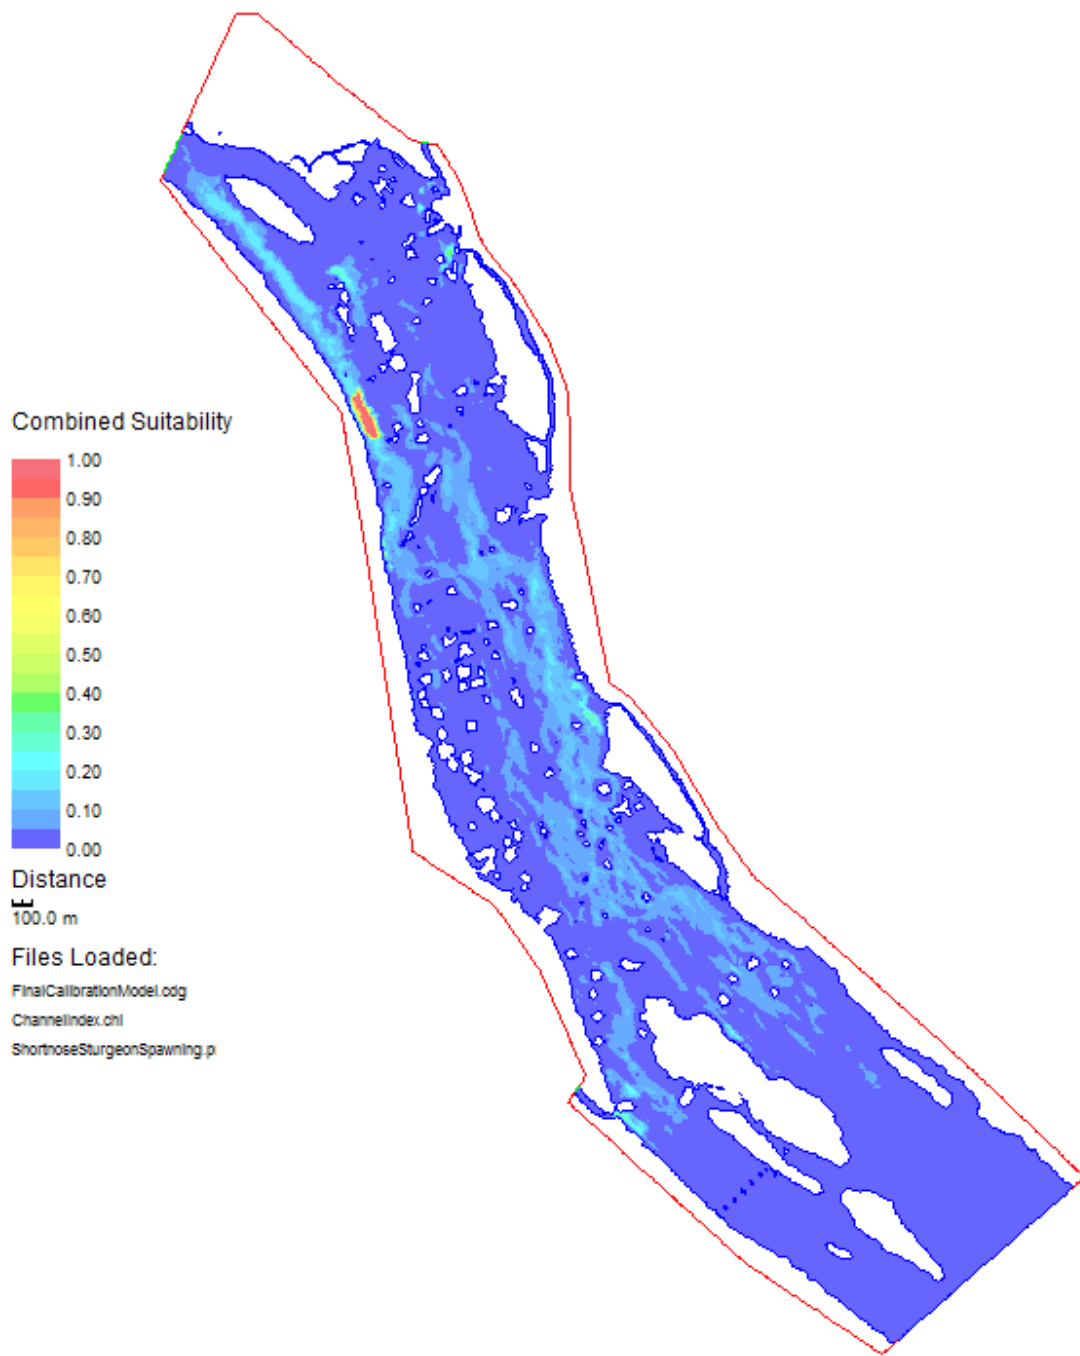 Combined Suitability
1.00
0.90
0.80
0.70
0.60
0.50
0.40
0.30
0.20
0.10
0.00
Distance
100.0 m
Files Loaded:
FinalCalibrationModel.cdg
ChannelIndex.chi
ShortnoseSturgeonSpawning.p